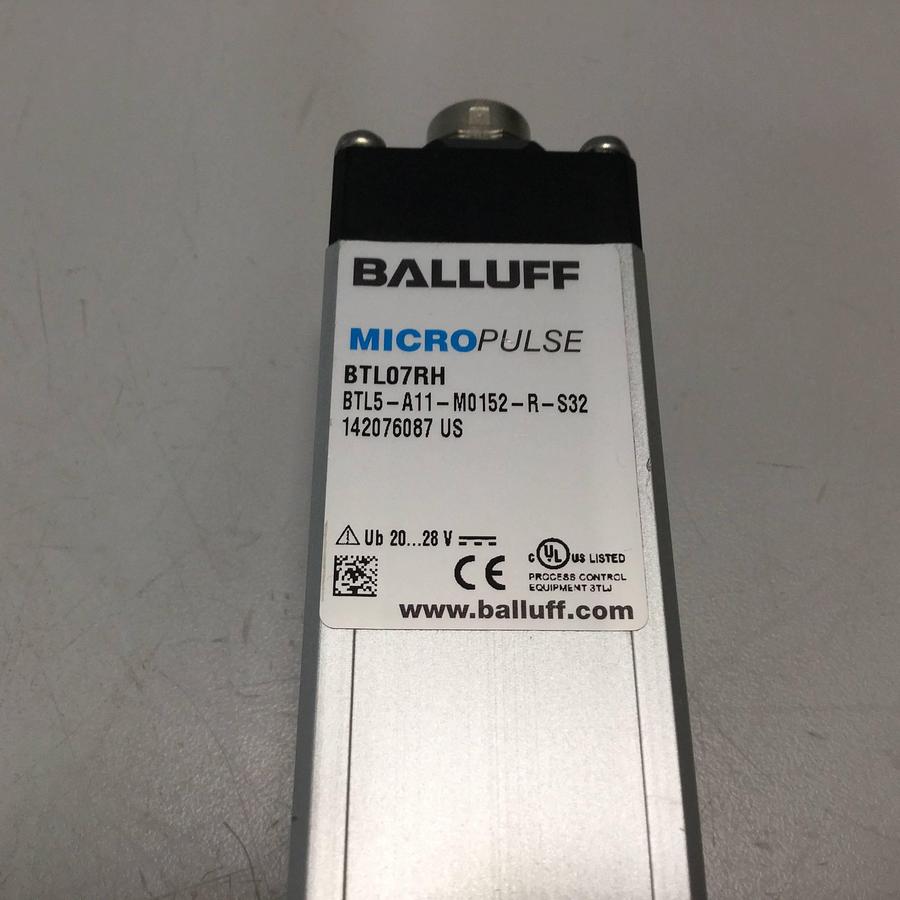 BALLUFF
MICROPULSE
BTL07RH
BTL5-A11-M0152-R-S32
142076087 US
Ub 20...28 V
CE
C UL US LISTED
PROCESS CONTROL
EQUIPMENT 3TLJ
www.balluff.com